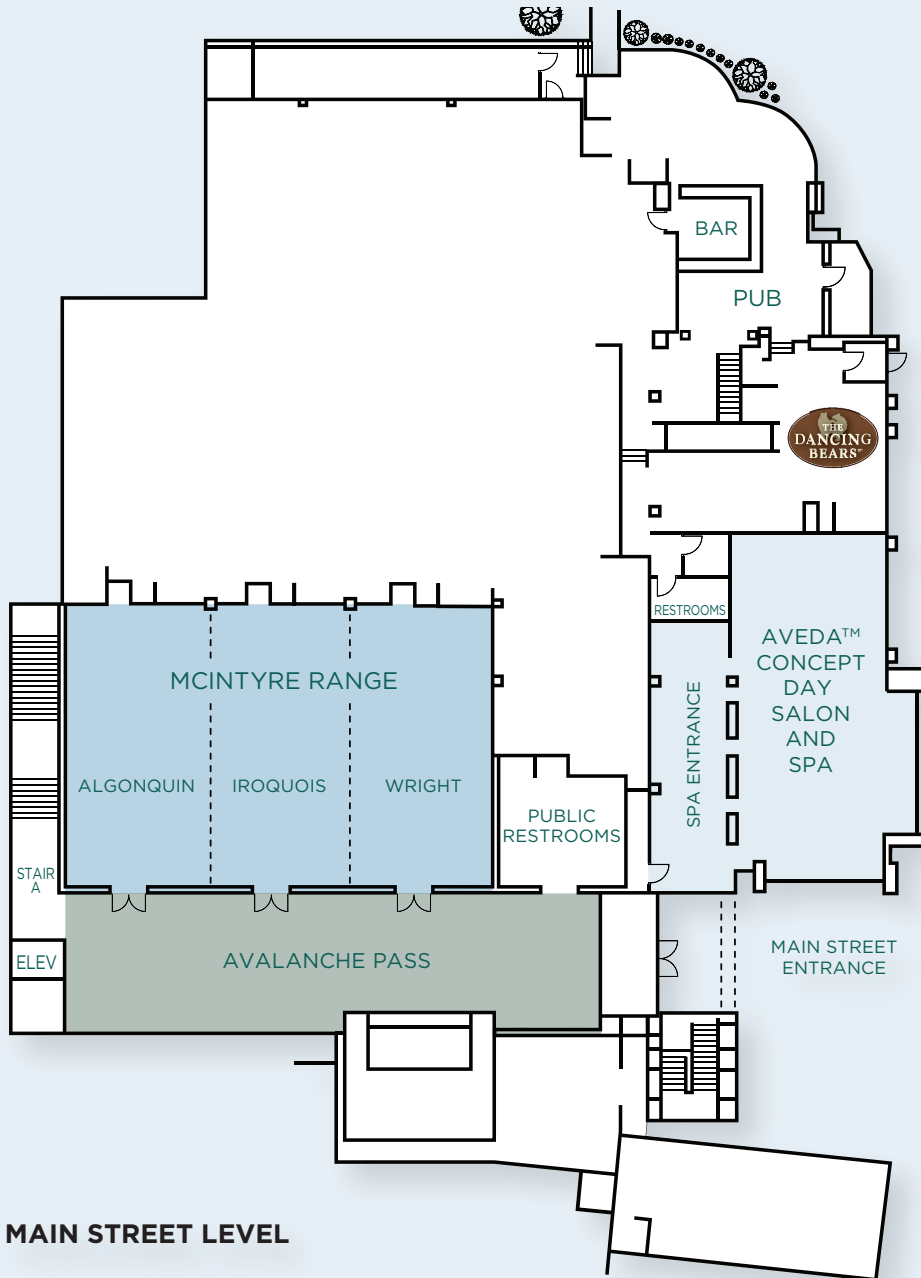 BAR
PUB
THE
DANCING
BEARS™
RESTROOMS
AVEDA™
CONCEPT
DAY
SALON
AND
SPA
SPA ENTRANCE
MCINTYRE RANGE
ALGONQUIN
IROQUOIS
WRIGHT
PUBLIC
RESTROOMS
STAIR
A
ELEV
AVALANCHE PASS
MAIN STREET
ENTRANCE
MAIN STREET LEVEL